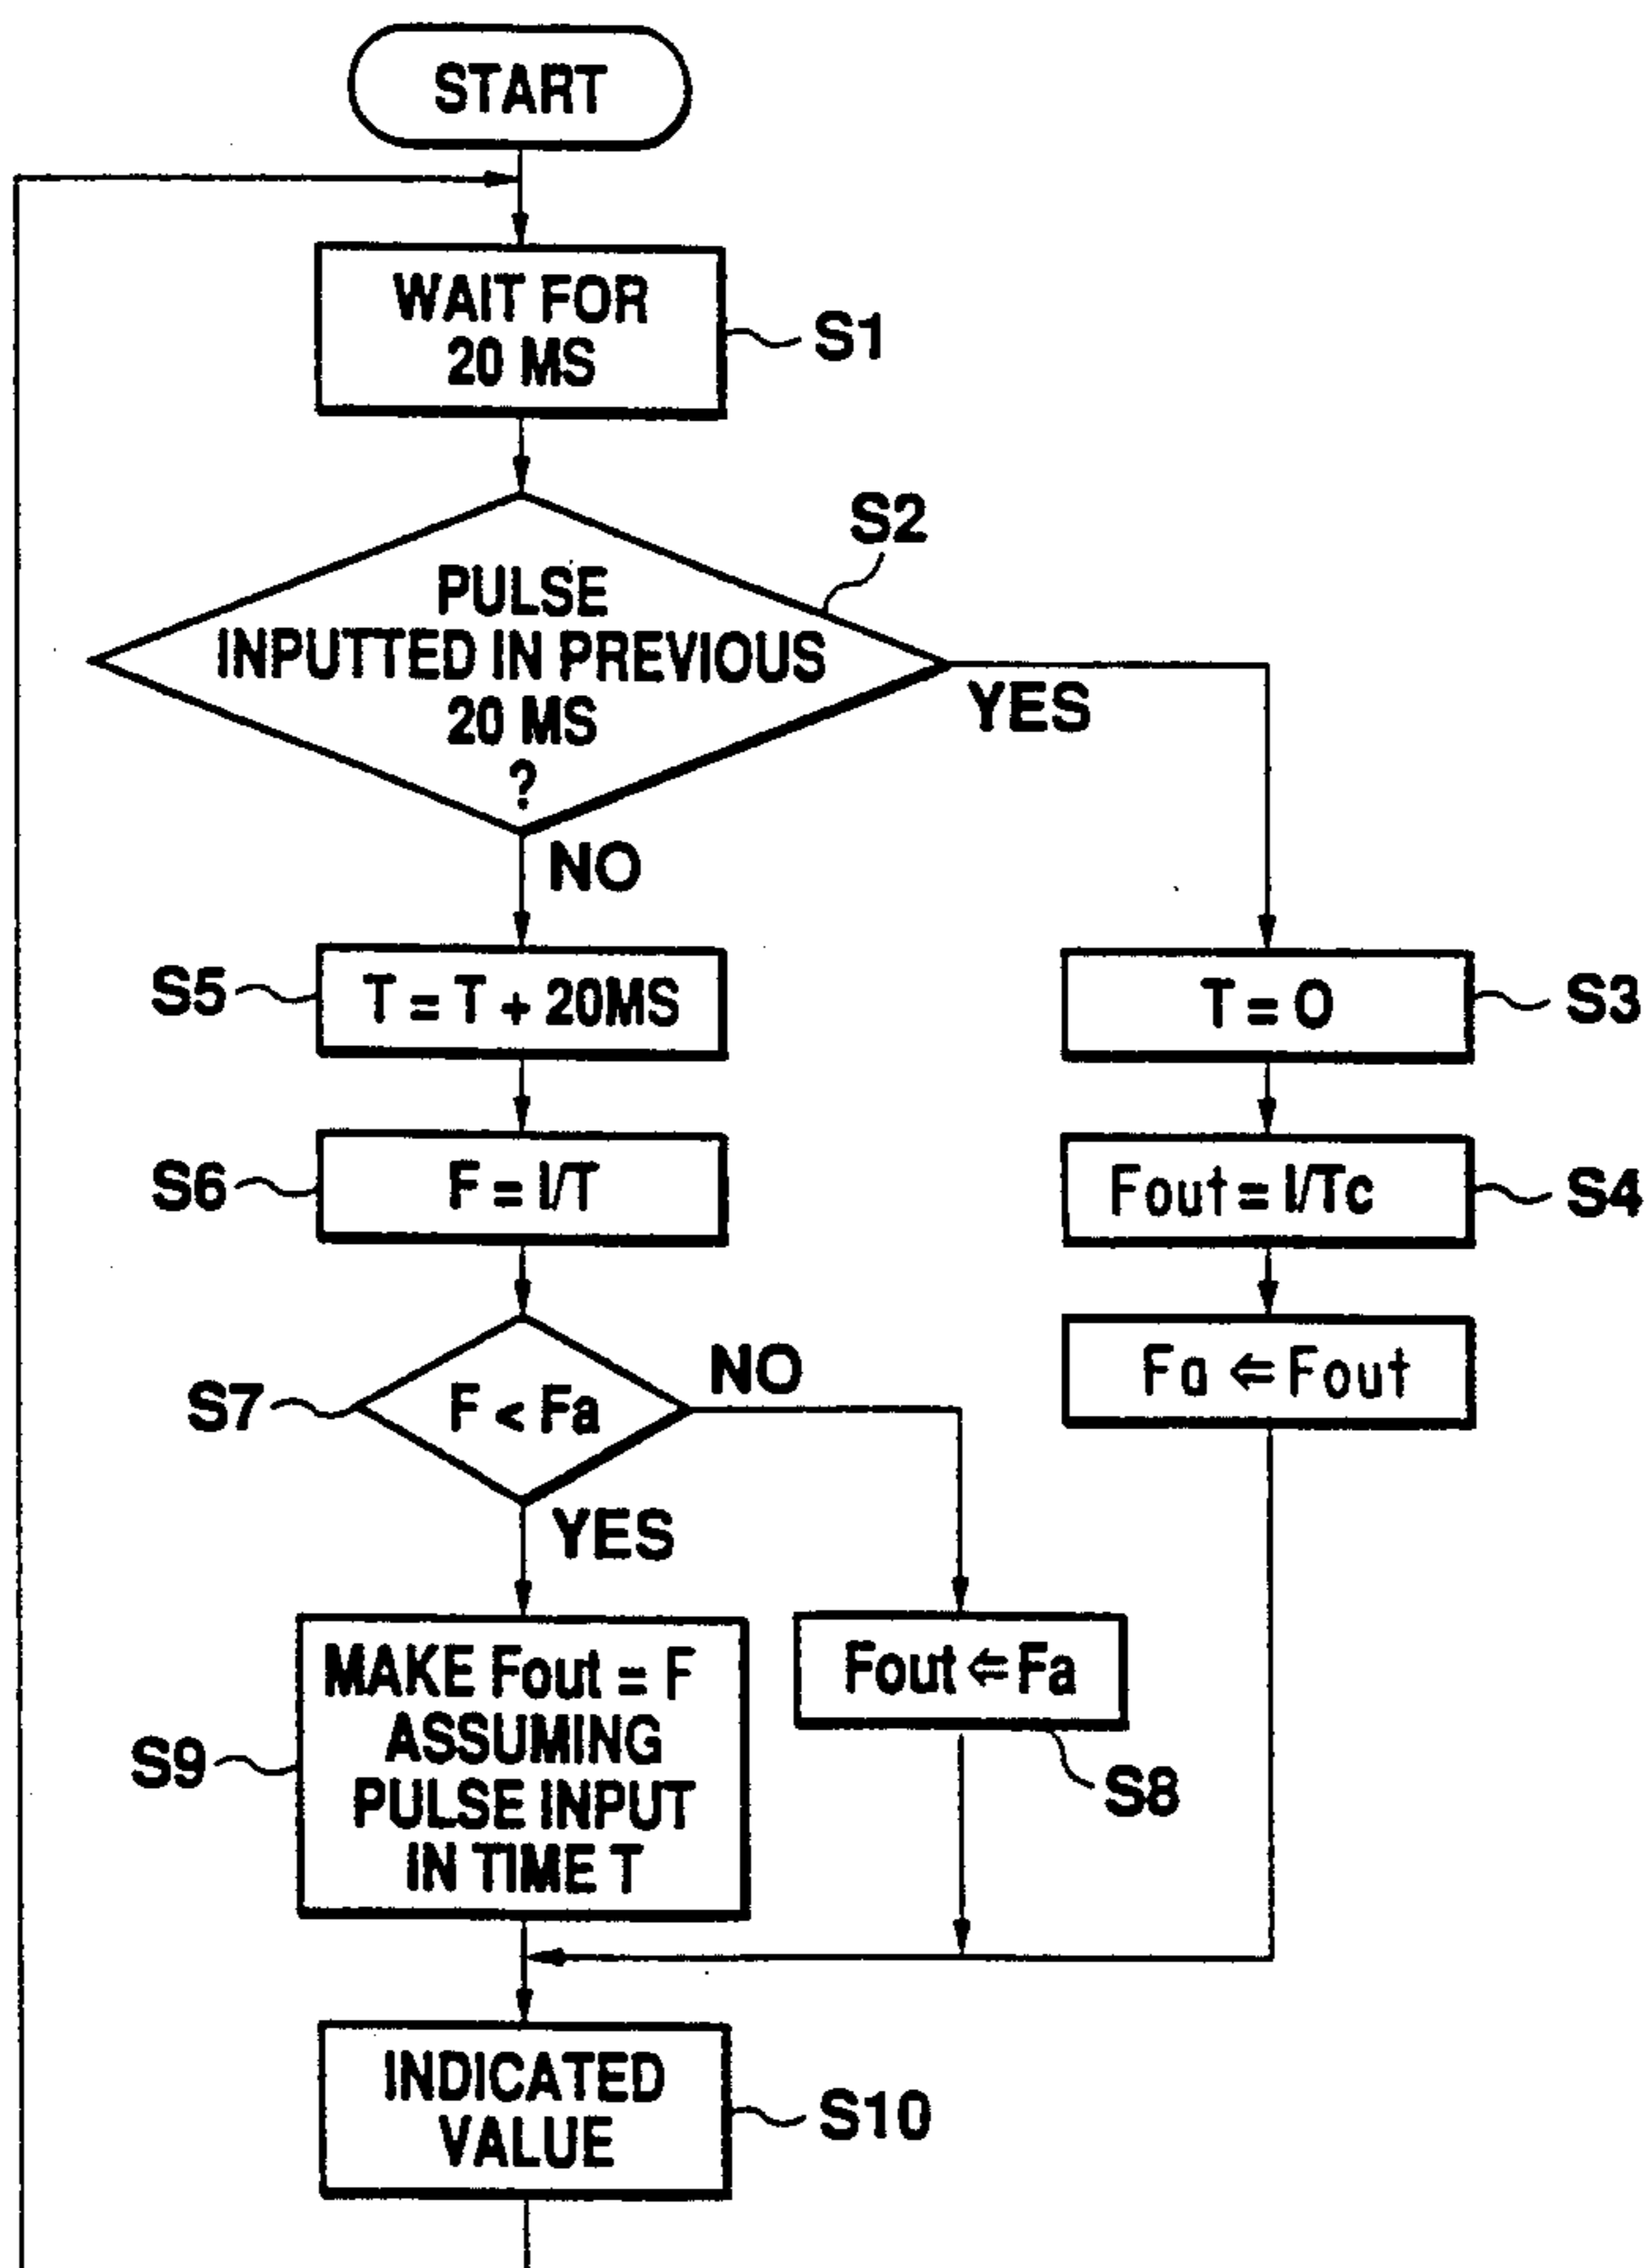 START
WAIT FOR
20 MS
S1
S2
PULSE
INPUTTED IN PREVIOUS
20 MS
?
YES
NO
S5
T = T + 20MS
T = O
S3
S6
F = I/T
Fout = I/Tc
S4
S7
F < Fa
NO
Fa ⇐ Fout
YES
S9
MAKE Fout = F
ASSUMING
PULSE INPUT
IN TIME T
Fout ⇐ Fa
S8
INDICATED
VALUE
S10